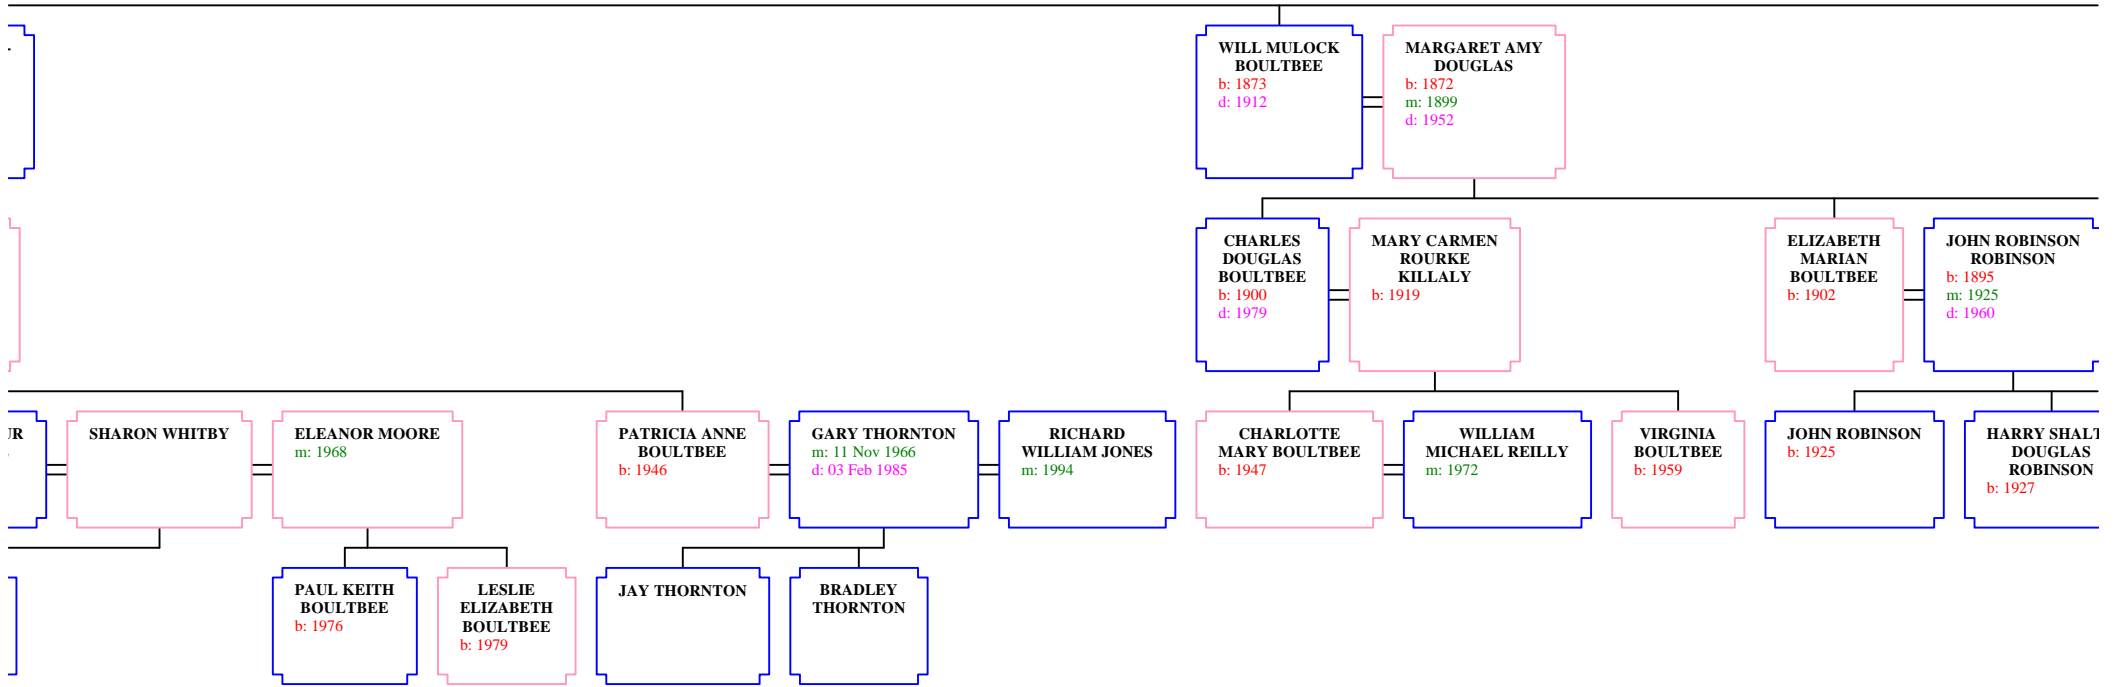 WILL MULOCK
BOULTBEE
b: 1873
d: 1912
MARGARET AMY
DOUGLAS
b: 1872
m: 1899
d: 1952
CHARLES
DOUGLAS
BOULTBEE
b: 1900
d: 1979
MARY CARMEN
ROURKE
KILLALY
b: 1919
ELIZABETH
MARIAN
BOULTBEE
b: 1902
JOHN ROBINSON
ROBINSON
b: 1895
m: 1925
d: 1960
SHARON WHITBY
ELEANOR MOORE
m: 1968
PATRICIA ANNE
BOULTBEE
b: 1946
GARY THORNTON
m: 11 Nov 1966
d: 03 Feb 1985
RICHARD
WILLIAM JONES
m: 1994
CHARLOTTE
MARY BOULTBEE
b: 1947
WILLIAM
MICHAEL REILLY
m: 1972
VIRGINIA
BOULTBEE
b: 1959
JOHN ROBINSON
b: 1925
HARRY
DOUGLAS
ROBINSON
b: 1927
PAUL KEITH
BOULTBEE
b: 1976
LESLIE
ELIZABETH
BOULTBEE
b: 1979
JAY THORNTON
BRADLEY
THORNTON